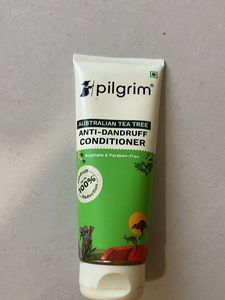 pilgrim®
AUSTRALIAN TEA TREE
ANTI-DANDRUFF
CONDITIONER
Sulphate & Paraben-Free
100%